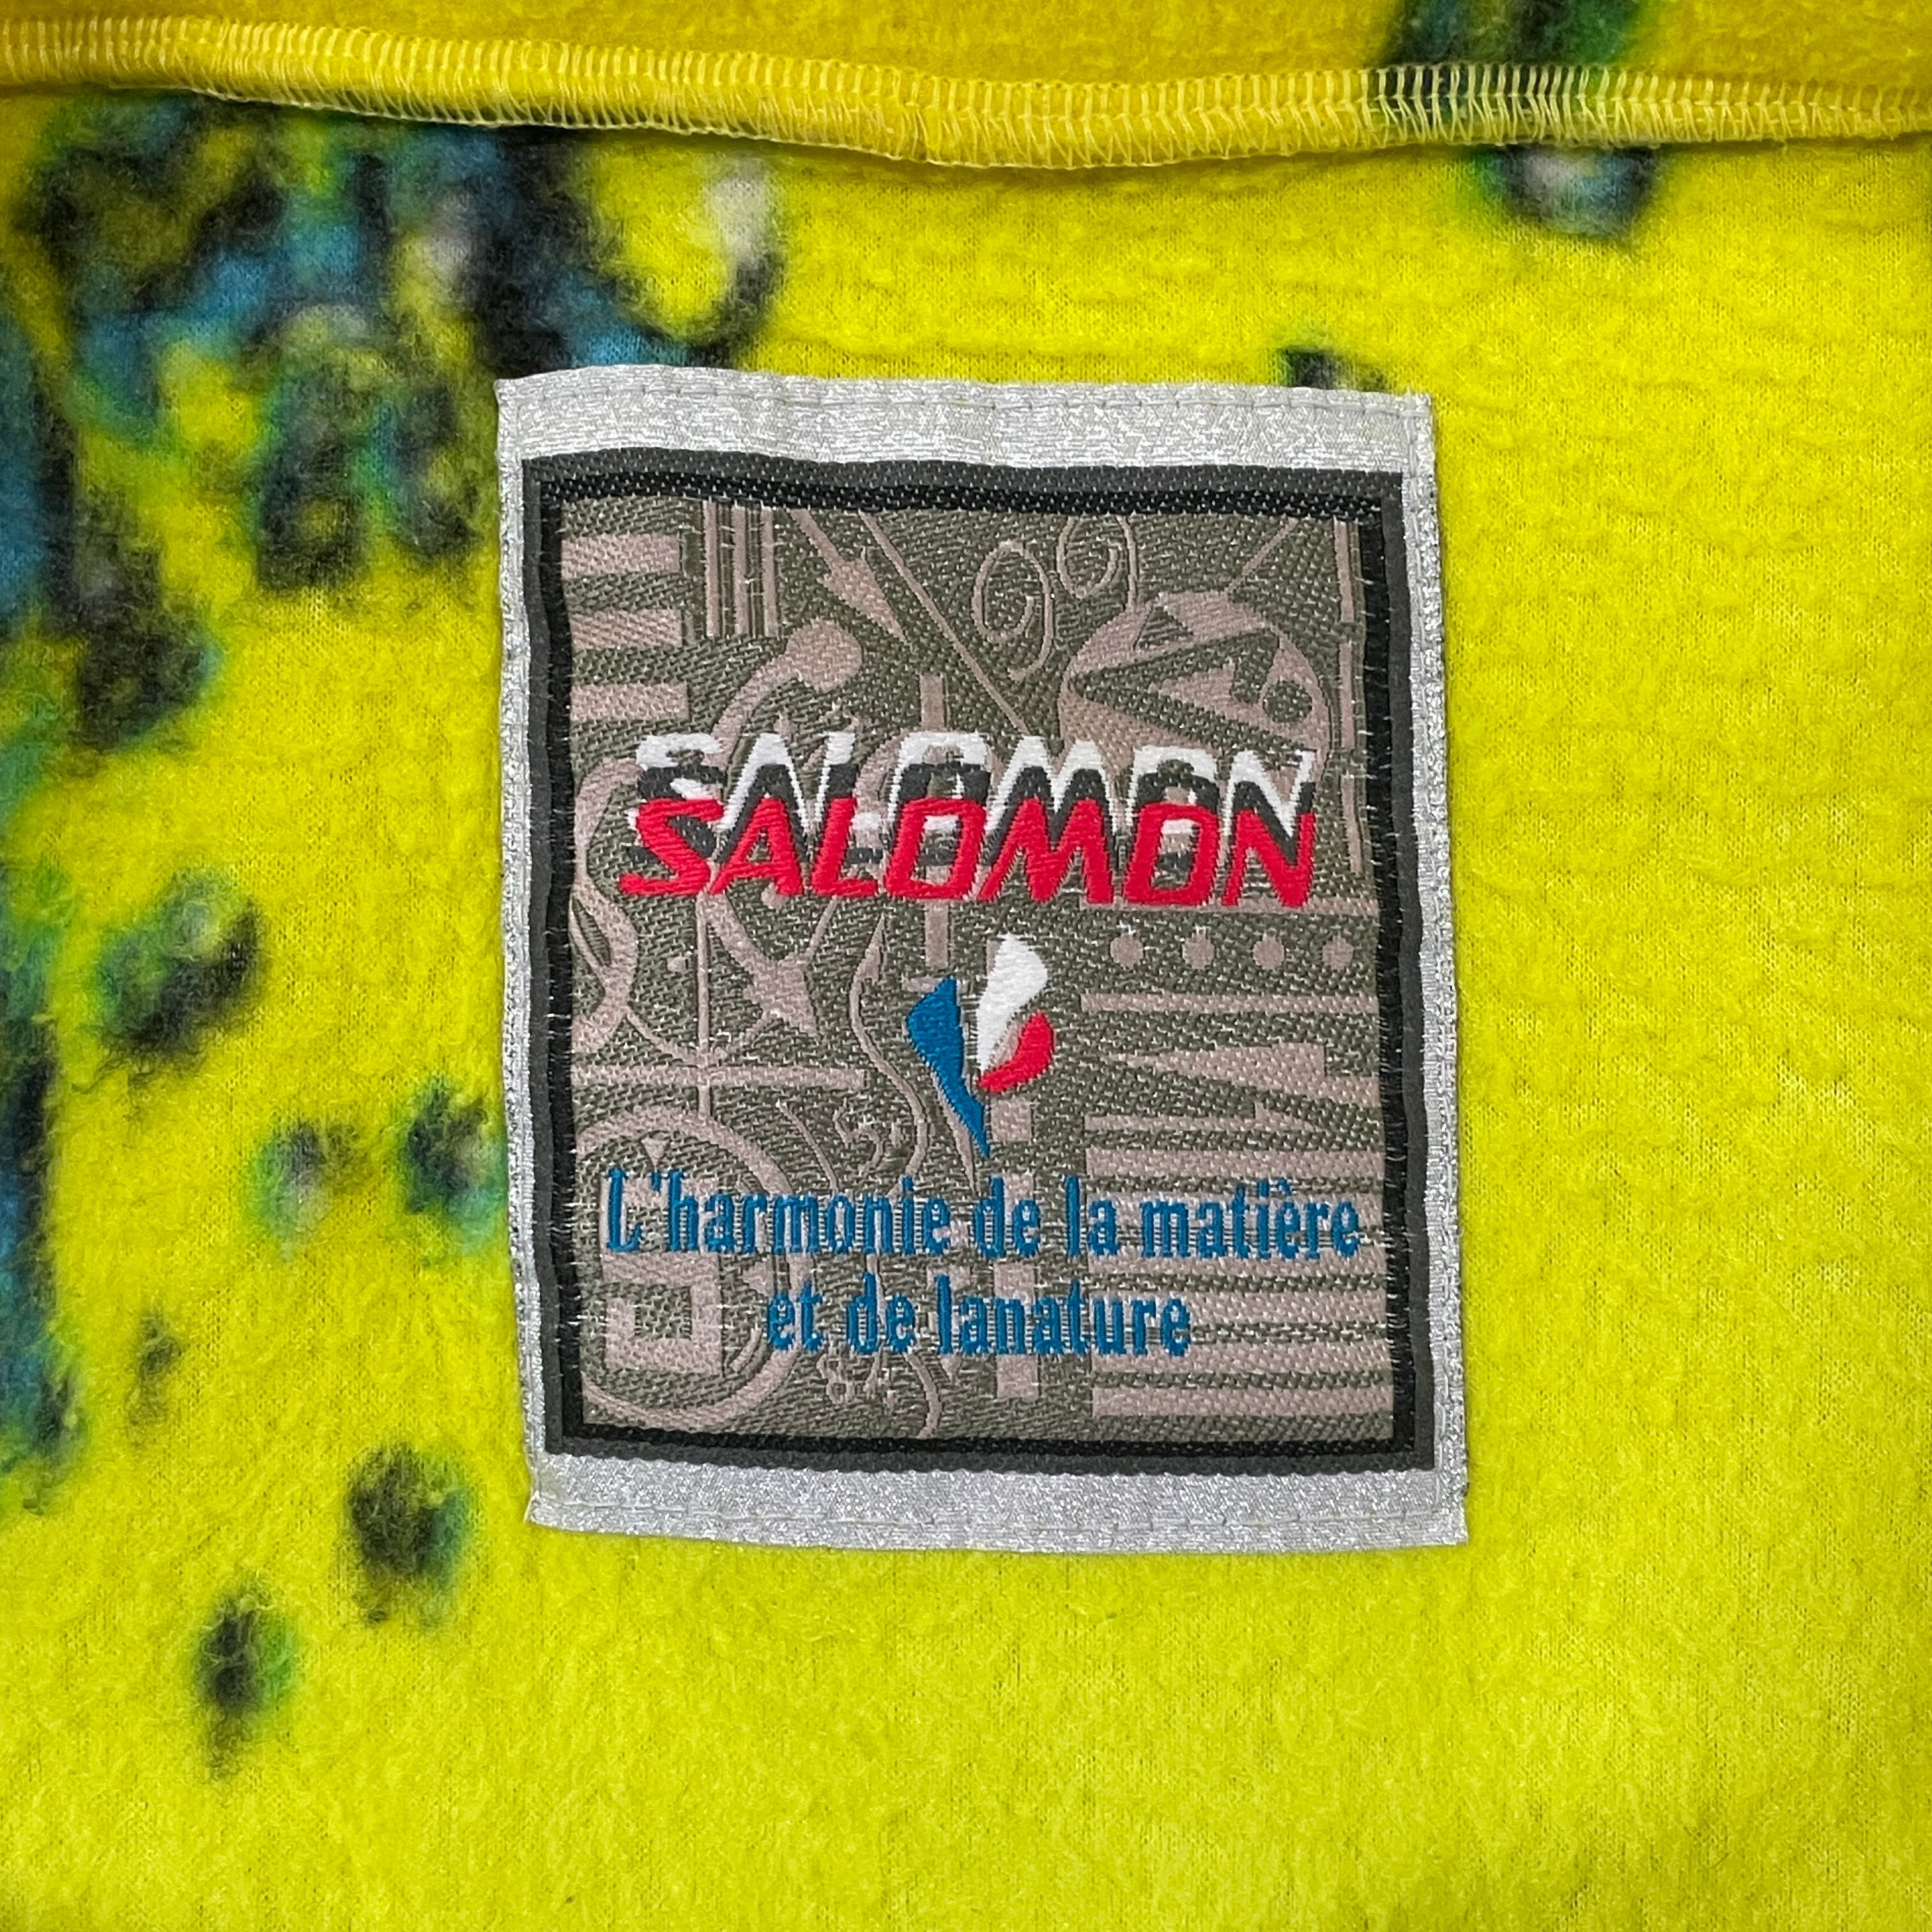 SALOMON
SALOMON
L'harmonie de la matière
et de lanature